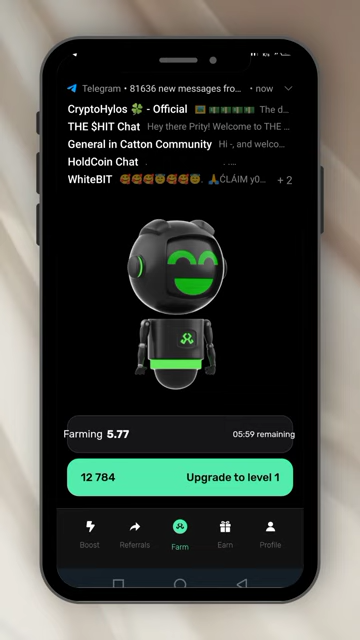 Telegram • 81636 new messages fro... • now
CryptoHylos 🍀 - Official 💵💵💵💵 The d...
THE $HIT Chat Hey there Prity! Welcome to THE ...
General in Catton Community Hi -, and welco...
HoldCoin Chat
WhiteBIT 🥰🥰🥰😇🥰🥰😇. 🙏ĆLÁIM y0... + 2
Farming 5.77 05:59 remaining
12 784 Upgrade to level 1
Boost Referrals Farm Earn Profile